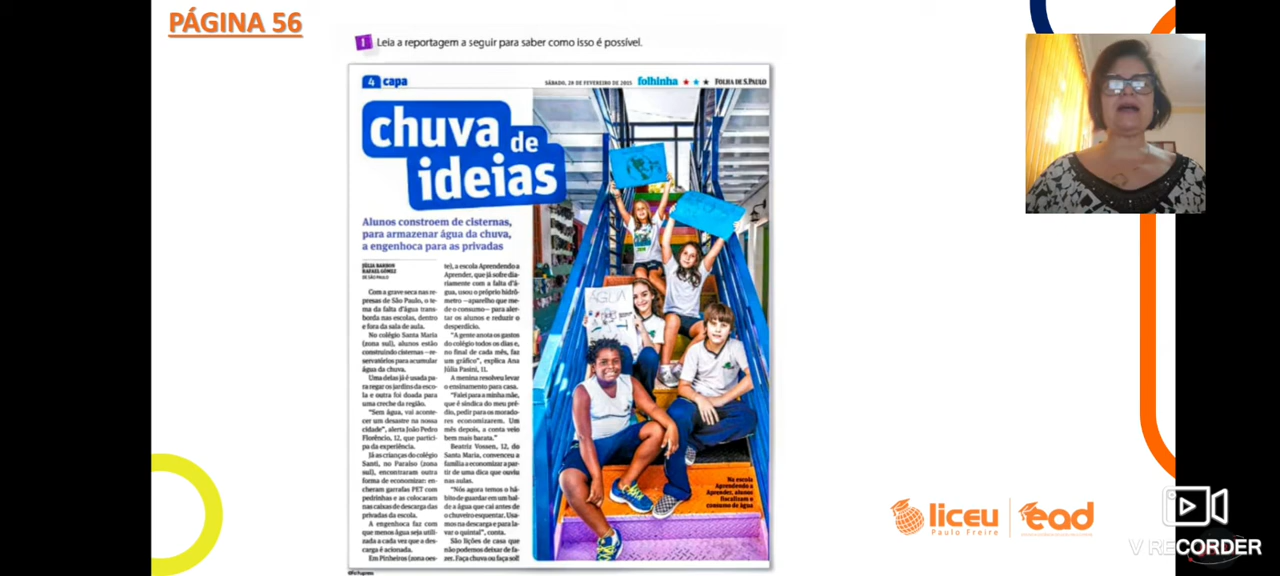 PÁGINA 56
1 Leia a reportagem a seguir para saber como isso é possível.
4 capa
SÁBADO, 28 DE FEVEREIRO DE 2015 folhinha ★ ★ ★ FOLHA DE S.PAULO
chuva de
ideias
Alunos constroem de cisternas,
para armazenar água da chuva,
a engenhoca para as privadas
JÚLIA BARBON
RAFAEL GÓMEZ
DE SÃO PAULO
Com a grave seca nas re-
presas de São Paulo, o te-
ma da falta d'água trans-
borda nas escolas, dentro
e fora da sala de aula.
No colégio Santa Maria
(zona sul), alunos estão
construindo cisternas —re-
servatórios para acumular
água da chuva.
Uma delas já é usada pa-
ra regar os jardins da esco-
la e outra foi doada para
uma creche da região.
"Sem água, vai aconte-
cer um desastre na nossa
cidade", alerta João Pedro
Florêncio, 12, que partici-
pa da experiência.
Já as crianças do colégio
Santi, no Paraíso (zona
sul), encontraram outra
forma de economizar: en-
cheram garrafas PET com
pedrinhas e as colocaram
nas caixas de descarga das
privadas da escola.
A engenhoca faz com
que menos água seja utili-
zada a cada vez que a des-
carga é acionada.
Em Pinheiros (zona oes-
te), a escola Aprendendo a
Aprender, que já sofre dia-
riamente com a falta d'á-
gua, usou o próprio hidrô-
metro —aparelho que me-
de o consumo— para aler-
tar os alunos e reduzir o
desperdício.
"A gente anota os gastos
do colégio todos os dias e,
no final de cada mês, faz
um gráfico", explica Ana
Júlia Pasini, 11.
A menina resolveu levar
o ensinamento para casa.
"Falei para a minha mãe,
que é síndica do meu pré-
dio, pedir para os morado-
res economizarem. Um
mês depois, a conta veio
bem mais barata."
Beatriz Vossen, 12, do
Santa Maria, convenceu a
família a economizar a par-
tir de uma dica que ouviu
nas aulas.
"Nós agora temos o há-
bito de guardar em um bal-
de a água que cai antes de
o chuveiro esquentar. Usa-
mos na descarga e para la-
var o quintal", conta.
São lições de casa que
não podemos deixar de fa-
zer. Faça chuva ou faça sol!
ÁGUA
Na escola
Aprendendo a
Aprender, alunos
fiscalizam o
consumo de água
liceu
Paulo Freire
ead
V RECORDER